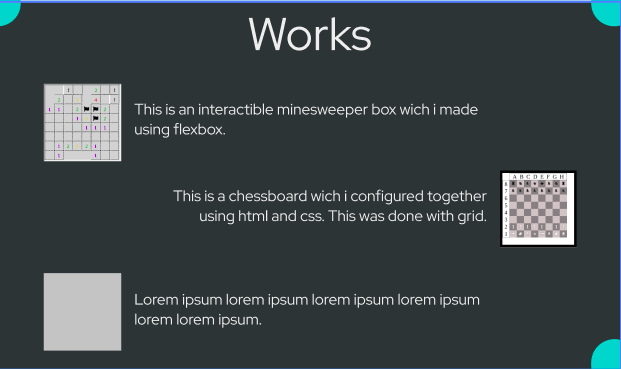 Works
This is an interactible minesweeper box wich i made
using flexbox.
This is a chessboard wich i configured together
using html and css. This was done with grid.
A B C D E F G H
Lorem ipsum lorem ipsum lorem ipsum lorem ipsum
lorem lorem ipsum.